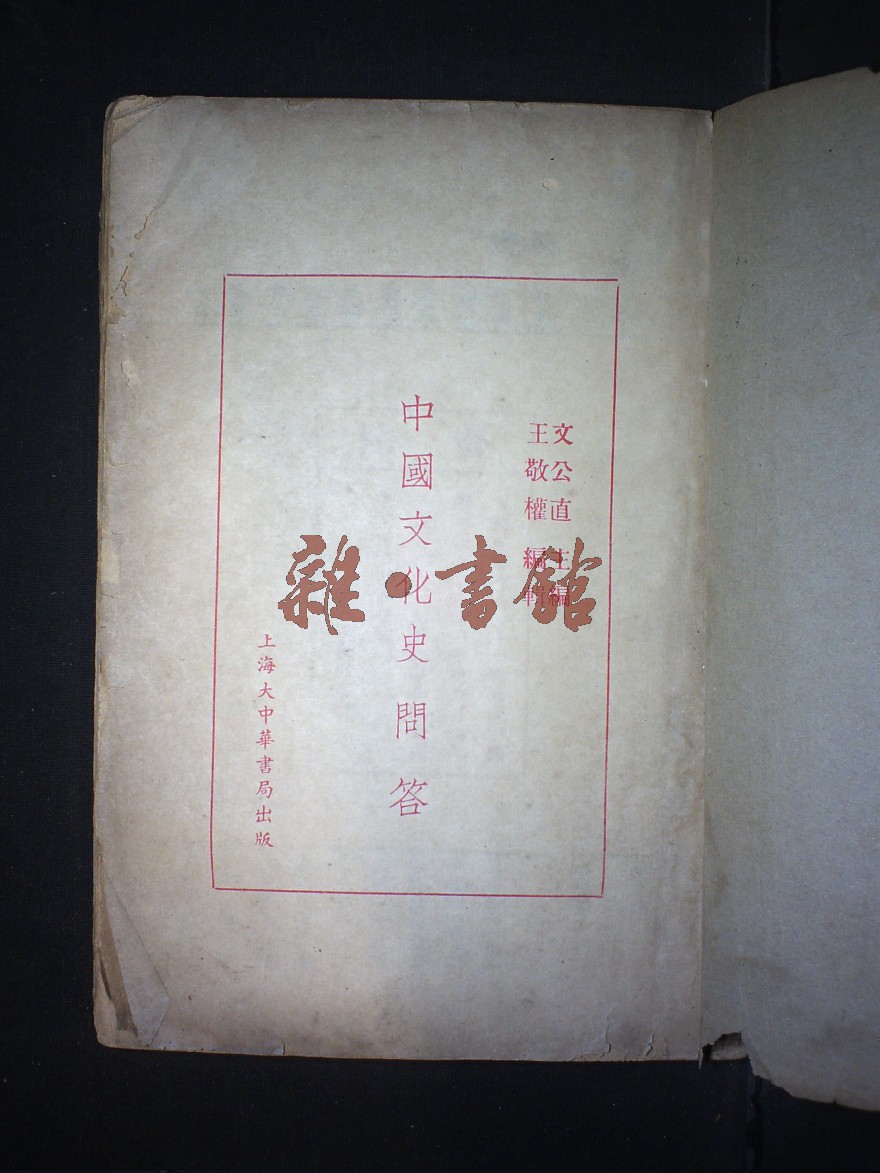 文公直主編
王敬權編輯
中國文化史問答
上海大中華書局出版
雜·書館